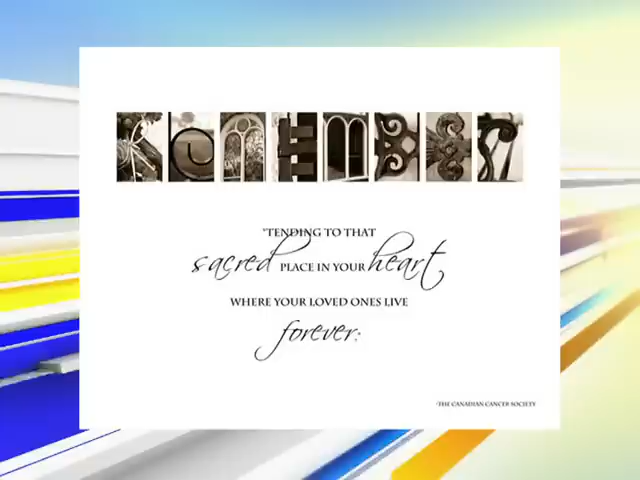 "TENDING TO THAT
sacred PLACE IN YOUR heart
WHERE YOUR LOVED ONES LIVE
forever."
*THE CANADIAN CANCER SOCIETY